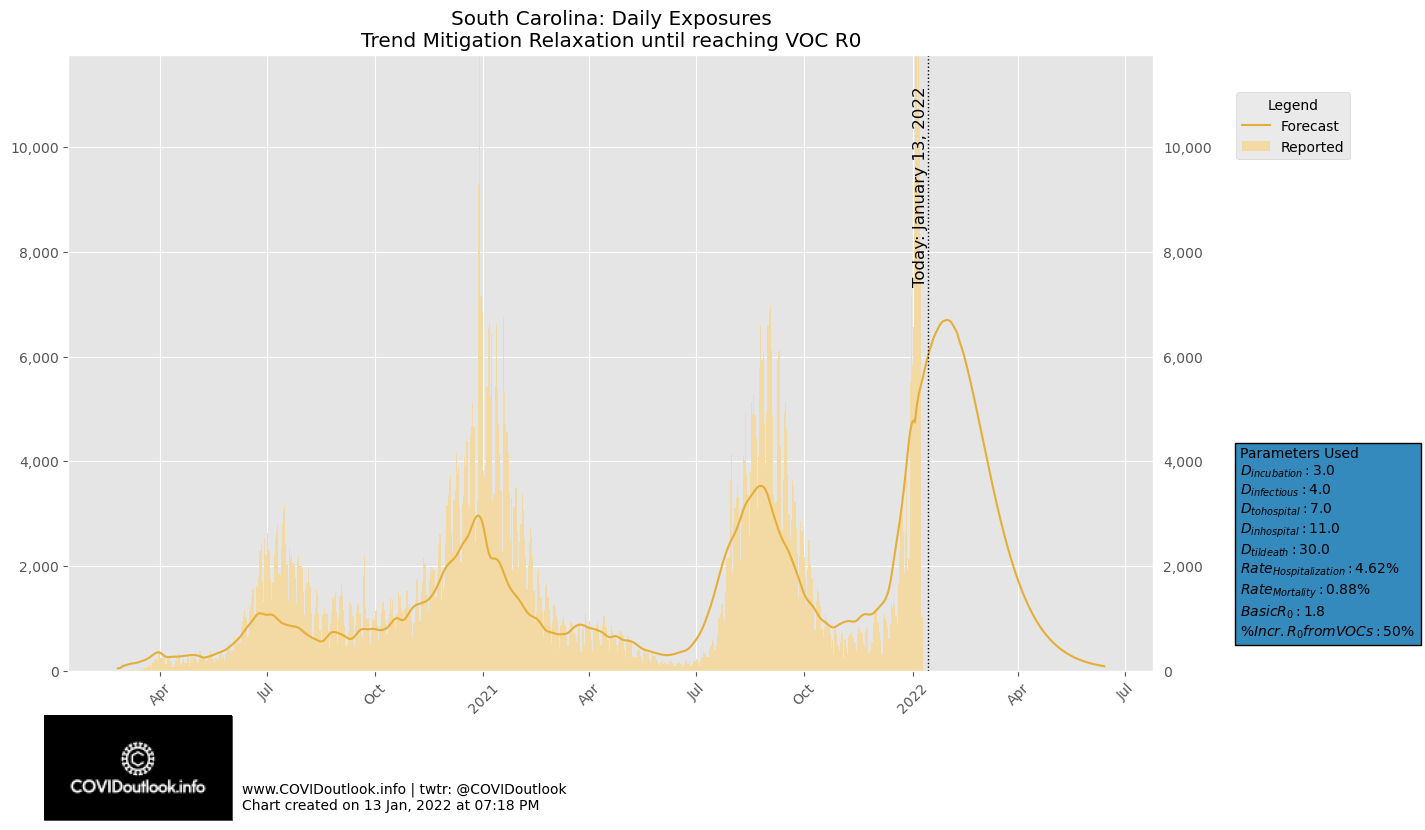 South Carolina: Daily Exposures
Trend Mitigation Relaxation until reaching VOC R0
10,000
8,000
6,000
4,000
2,000
0
10,000
8,000
6,000
4,000
2,000
0
Today: January 13, 2022
Apr
Jul
Oct
2021
Apr
Jul
Oct
2022
Apr
Jul
Legend
Forecast
Reported
Parameters Used
D_incubation : 3.0
D_infectious : 4.0
D_tohospital : 7.0
D_inhospital : 11.0
D_tildeath : 30.0
Rate_Hospitalization : 4.62%
Rate_Mortality : 0.88%
BasicR_0 : 1.8
%Incr.R_0fromVOCs : 50%
COVIDoutlook.info
www.COVIDoutlook.info | twtr: @COVIDoutlook
Chart created on 13 Jan, 2022 at 07:18 PM